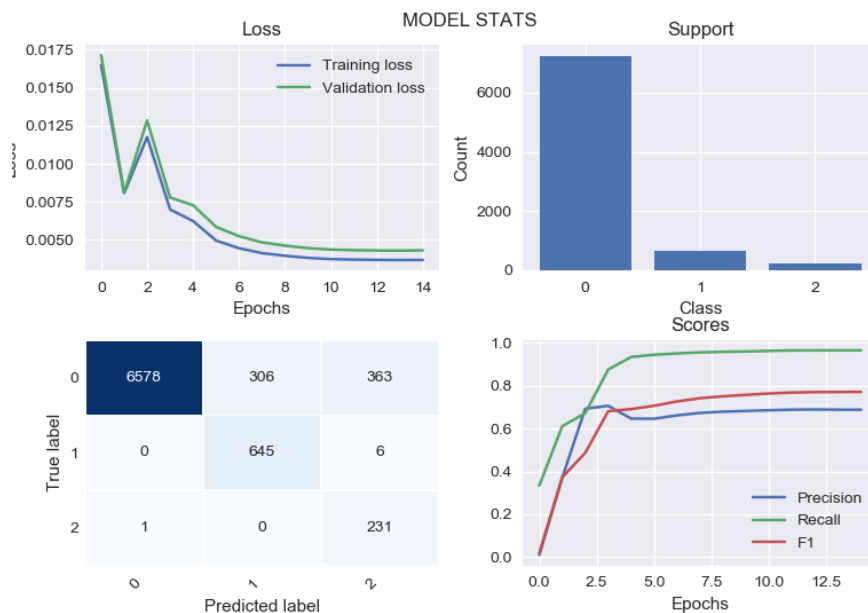 MODEL STATS
Loss
0.0175
0.0150
0.0125
0.0100
0.0075
0.0050
Training loss
Validation loss
0 2 4 6 8 10 12 14
Epochs
Support
Count
6000
4000
2000
0
0 1 2
Class
True label
0 6578 306 363
1 0 645 6
2 1 0 231
0 1 2
Predicted label
Scores
1.0
0.8
0.6
0.4
0.2
0.0
Precision
Recall
F1
0.0 2.5 5.0 7.5 10.0 12.5
Epochs